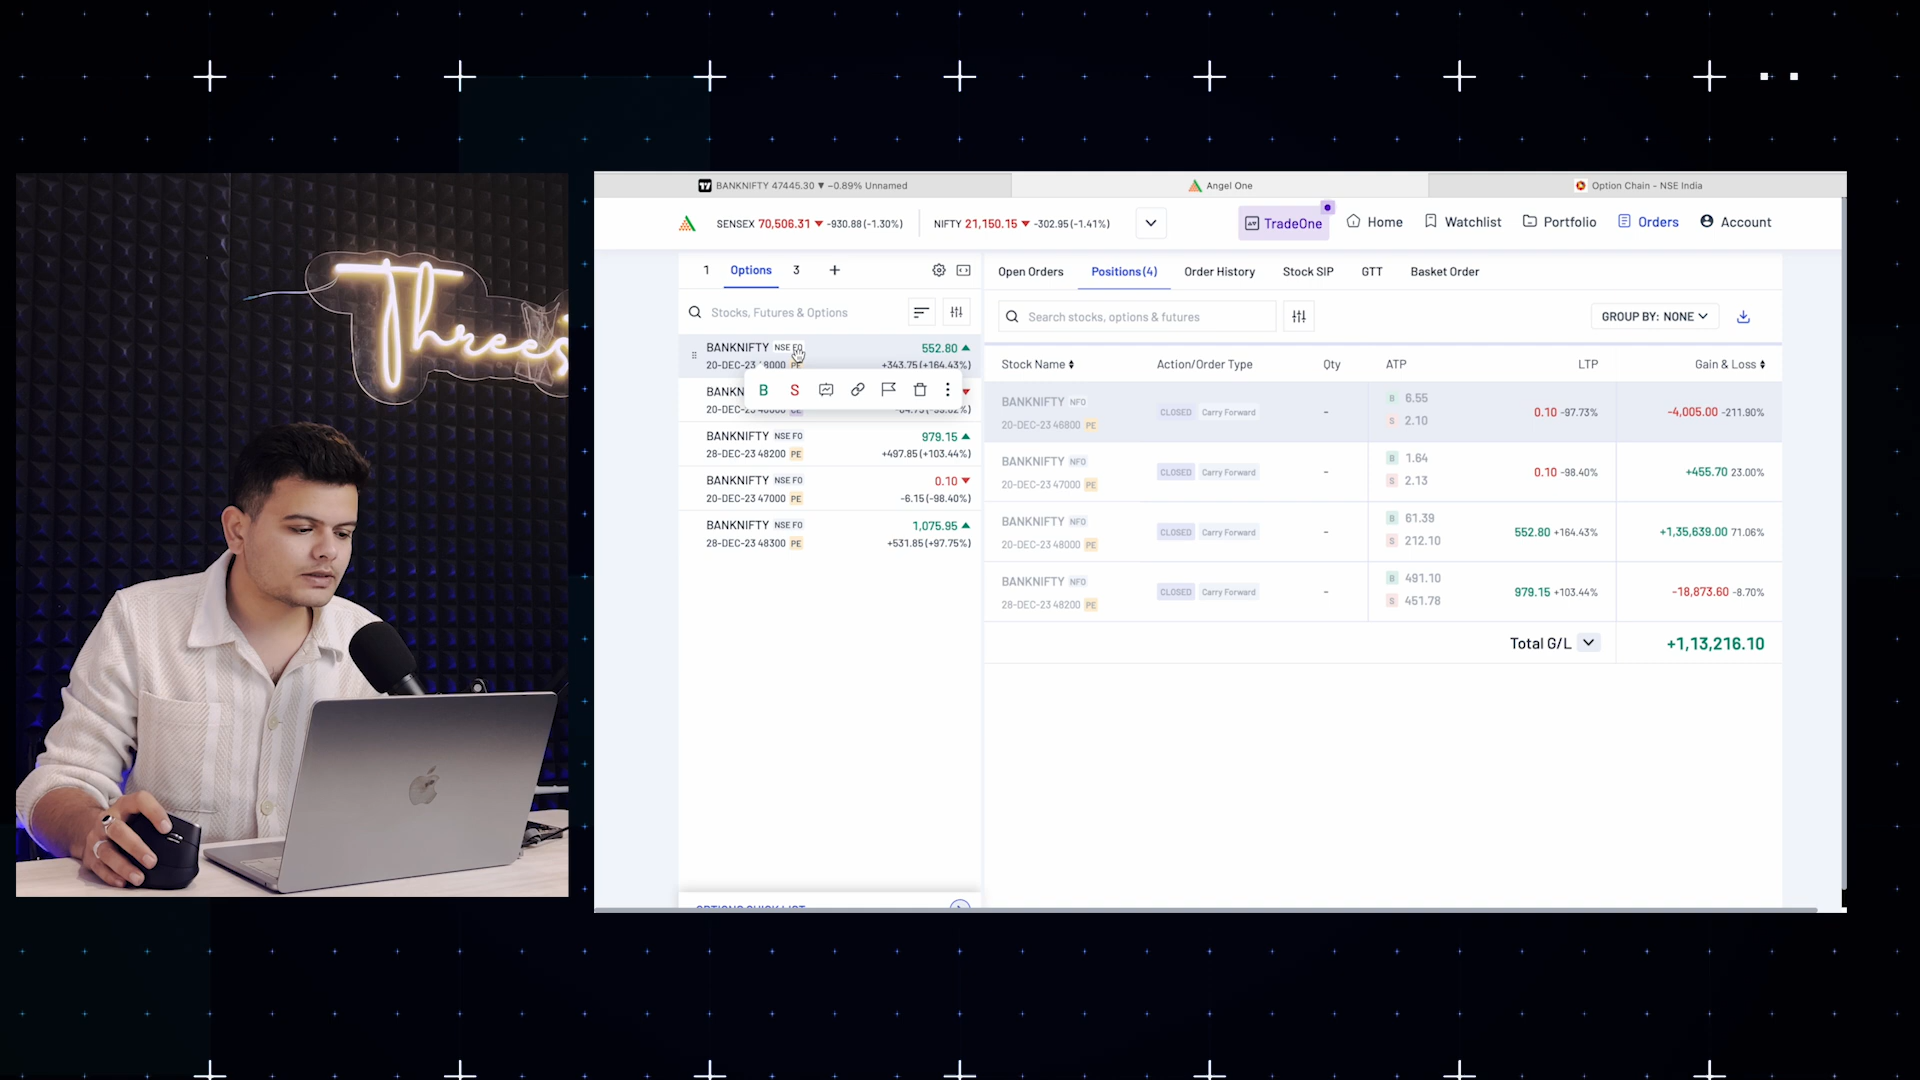 Threes
BANKNIFTY 47445.30 ▼ −0.89% Unnamed
Angel One
Option Chain - NSE India
SENSEX 70,506.31 ▼ -930.88(-1.30%)
NIFTY 21,150.15 ▼ -302.95(-1.41%)
TradeOne
Home
Watchlist
Portfolio
Orders
Account
1 Options 3 +
Stocks, Futures & Options
BANKNIFTY NSE FO 552.80 ▲
20-DEC-23 48000 PE +343.75(+164.43%)
B S
BANKNIFTY NSE FO 979.15 ▲
28-DEC-23 48200 PE +497.85(+103.44%)
BANKNIFTY NSE FO 0.10 ▼
20-DEC-23 47000 PE -6.15(-98.40%)
BANKNIFTY NSE FO 1,075.95 ▲
28-DEC-23 48300 PE +531.85(+97.75%)
Open Orders Positions(4) Order History Stock SIP GTT Basket Order
Search stocks, options & futures
GROUP BY: NONE
Stock Name Action/Order Type Qty ATP LTP Gain & Loss
BANKNIFTY NFO
20-DEC-23 46800 PE
CLOSED Carry Forward -
B 6.55
S 2.10
0.10 -97.73% -4,005.00 -211.90%
BANKNIFTY NFO
20-DEC-23 47000 PE
CLOSED Carry Forward -
B 1.64
S 2.13
0.10 -98.40% +455.70 23.00%
BANKNIFTY NFO
20-DEC-23 48000 PE
CLOSED Carry Forward -
B 61.39
S 212.10
552.80 +164.43% +1,35,639.00 71.06%
BANKNIFTY NFO
28-DEC-23 48200 PE
CLOSED Carry Forward -
B 491.10
S 451.78
979.15 +103.44% -18,873.60 -8.70%
Total G/L +1,13,216.10